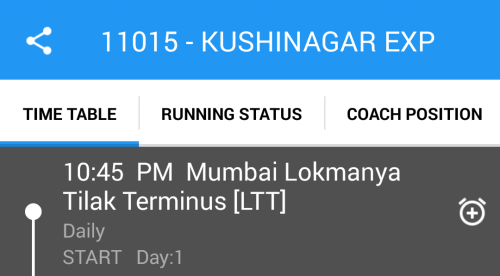 11015 - KUSHINAGAR EXP
TIME TABLE RUNNING STATUS COACH POSITION
10:45 PM Mumbai Lokmanya
Tilak Terminus [LTT]
Daily
START Day:1